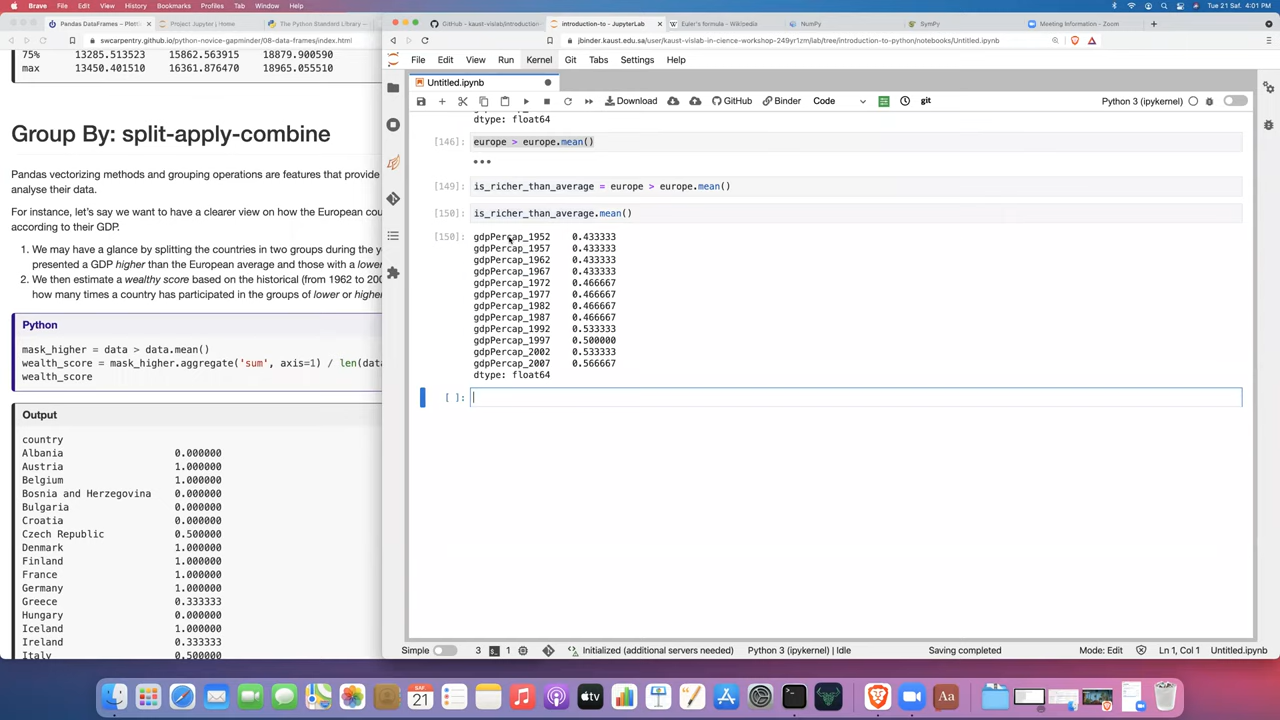 Brave File Edit View History Bookmarks Profiles Tab Window Help
Tue 21 Saf. 4:01 PM
Pandas DataFrames – Plotti
Project Jupyter | Home
The Python Standard Library —
swcarpentry.github.io/python-novice-gapminder/08-data-frames/index.html
75% 13285.513523 15862.563915 18879.900590
max 13450.401510 16361.876470 18965.055510
Group By: split-apply-combine
Pandas vectorizing methods and grouping operations are features that provide
analyse their data.
For instance, let's say we want to have a clearer view on how the European cou
according to their GDP.
1. We may have a glance by splitting the countries in two groups during the y
presented a GDP higher than the European average and those with a lowe
2. We then estimate a wealthy score based on the historical (from 1962 to 200
how many times a country has participated in the groups of lower or higher
Python
mask_higher = data > data.mean()
wealth_score = mask_higher.aggregate('sum', axis=1) / len(dat
wealth_score
Output
country
Albania 0.000000
Austria 1.000000
Belgium 1.000000
Bosnia and Herzegovina 0.000000
Bulgaria 0.000000
Croatia 0.000000
Czech Republic 0.500000
Denmark 1.000000
Finland 1.000000
France 1.000000
Germany 1.000000
Greece 0.333333
Hungary 0.000000
Iceland 1.000000
Ireland 0.333333
Italy 0.500000
GitHub – kaust-vislab/introduction
introduction-to - JupyterLab
Euler's formula – Wikipedia
NumPy
SymPy
Meeting Information - Zoom
jbinder.kaust.edu.sa/user/kaust-vislab-in-cience-workshop-249yr1zm/lab/tree/introduction-to-python/notebooks/Untitled.ipynb
File Edit View Run Kernel Git Tabs Settings Help
Untitled.ipynb
Download GitHub Binder Code git Python 3 (ipykernel)
dtype: float64
[146]: europe > europe.mean()
•••
[149]: is_richer_than_average = europe > europe.mean()
[150]: is_richer_than_average.mean()
[150]: gdpPercap_1952 0.433333
gdpPercap_1957 0.433333
gdpPercap_1962 0.433333
gdpPercap_1967 0.433333
gdpPercap_1972 0.466667
gdpPercap_1977 0.466667
gdpPercap_1982 0.466667
gdpPercap_1987 0.466667
gdpPercap_1992 0.533333
gdpPercap_1997 0.500000
gdpPercap_2002 0.533333
gdpPercap_2007 0.566667
dtype: float64
[ ]:
Simple 3 1 Initialized (additional servers needed) Python 3 (ipykernel) | Idle Saving completed Mode: Edit Ln 1, Col 1 Untitled.ipynb
SAF. 21
tv
Aa